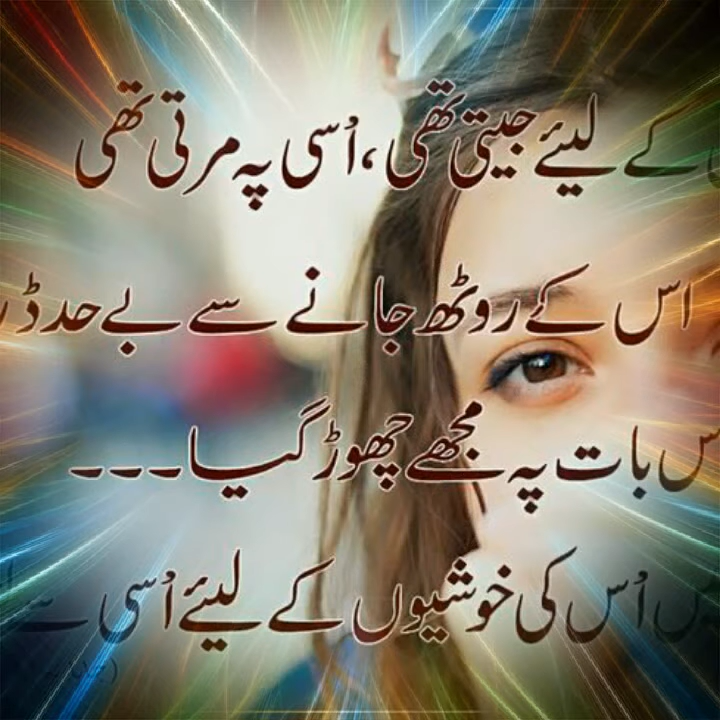 کے لیئے جیتی تھی، اُسی پہ مرتی تھی
اس کے روٹھ جانے سے بے حد ڈر
بات پہ مجھے چھوڑ گیا۔۔۔
اُس کی خوشیوں کے لیئے اُسی